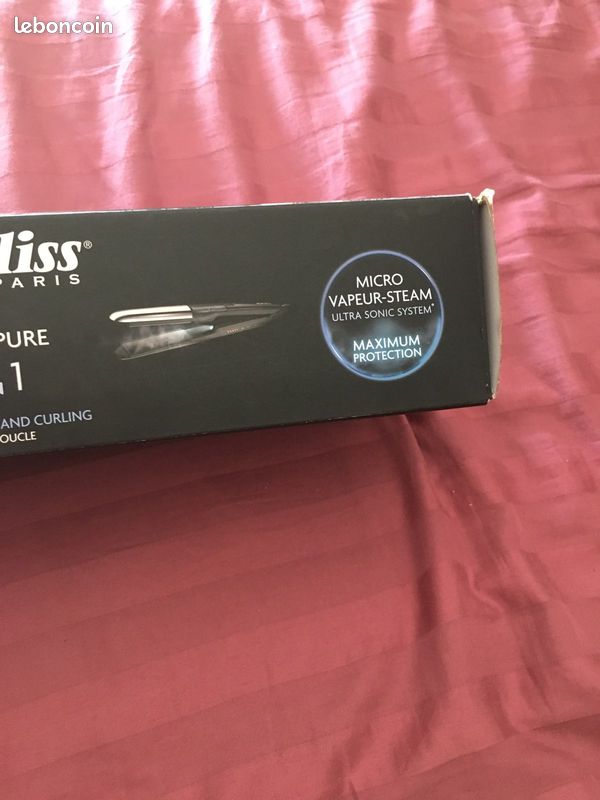 leboncoin
liss®
PARIS
PURE
1
AND CURLING
OUCLE
MICRO
VAPEUR-STEAM
ULTRA SONIC SYSTEM*
MAXIMUM
PROTECTION